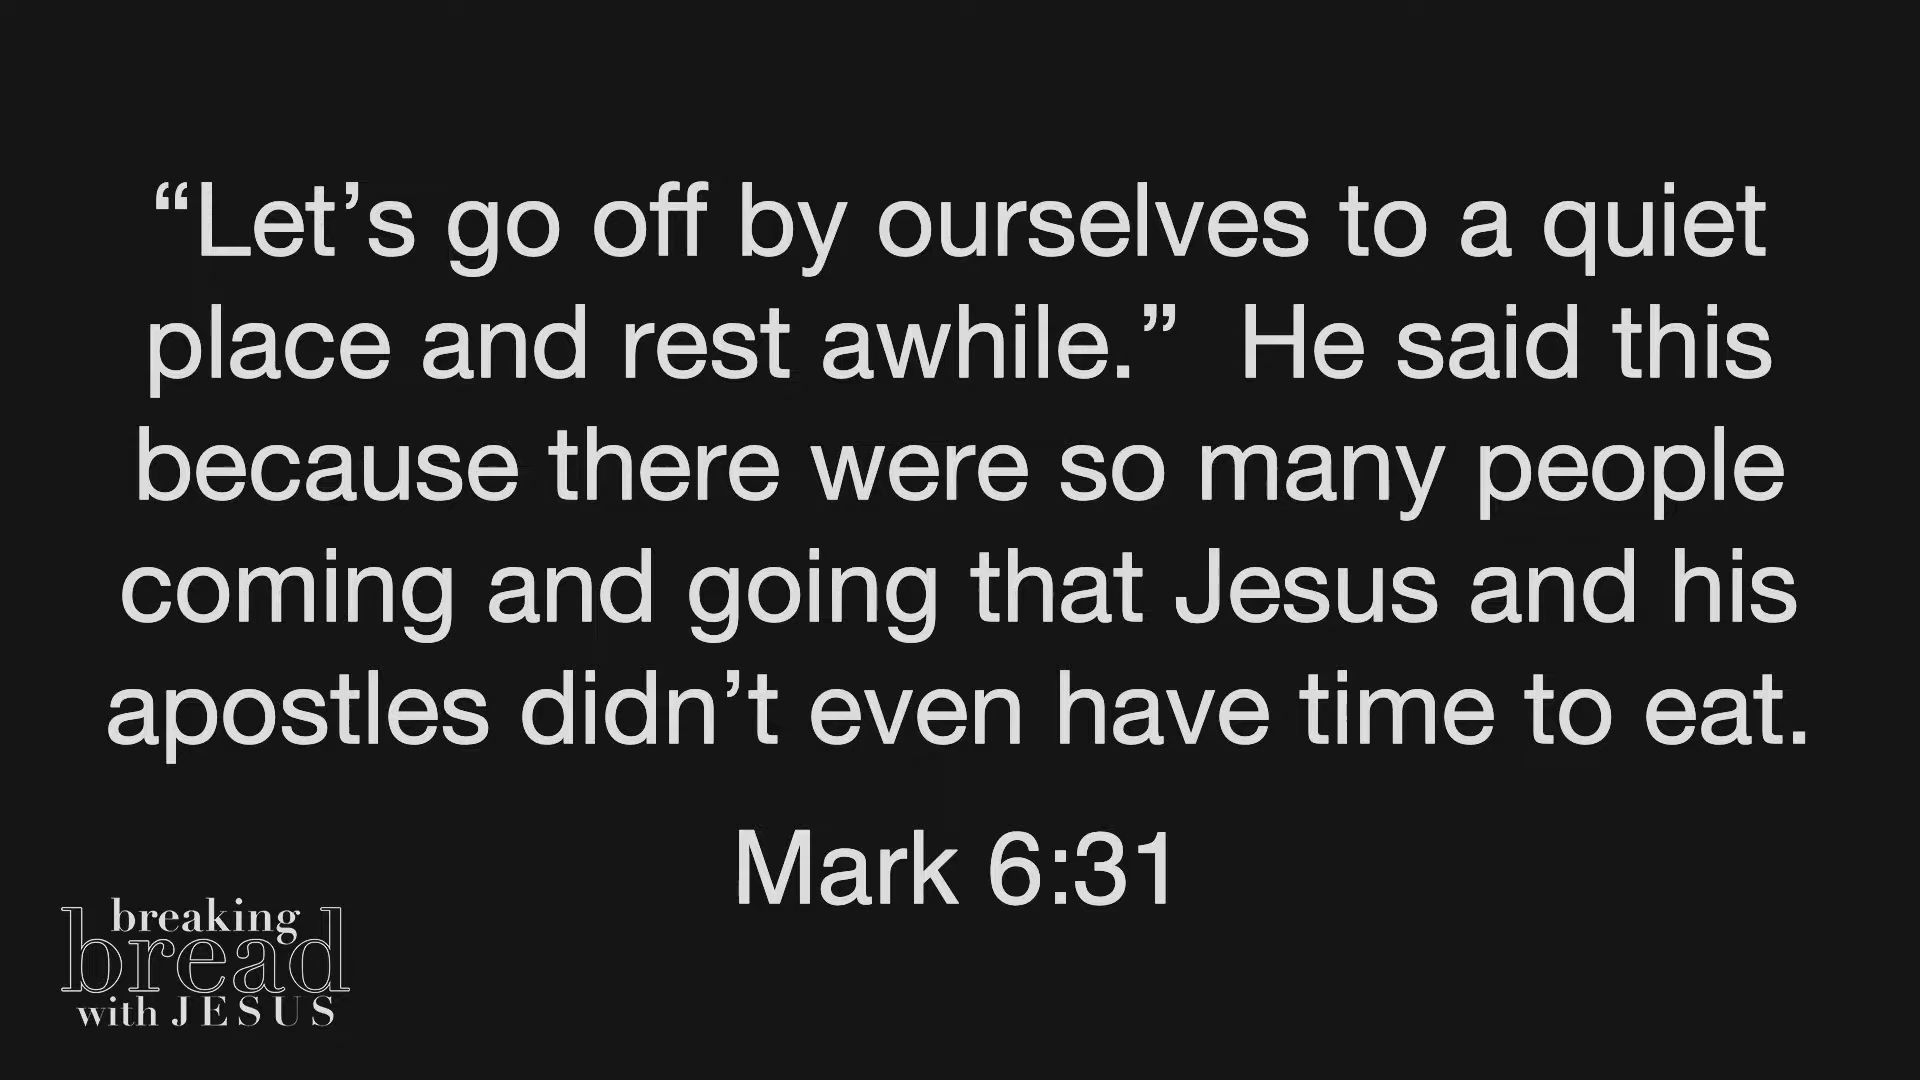 “Let’s go off by ourselves to a quiet
place and rest awhile.”  He said this
because there were so many people
coming and going that Jesus and his
apostles didn’t even have time to eat.
Mark 6:31
breaking
bread
with JESUS